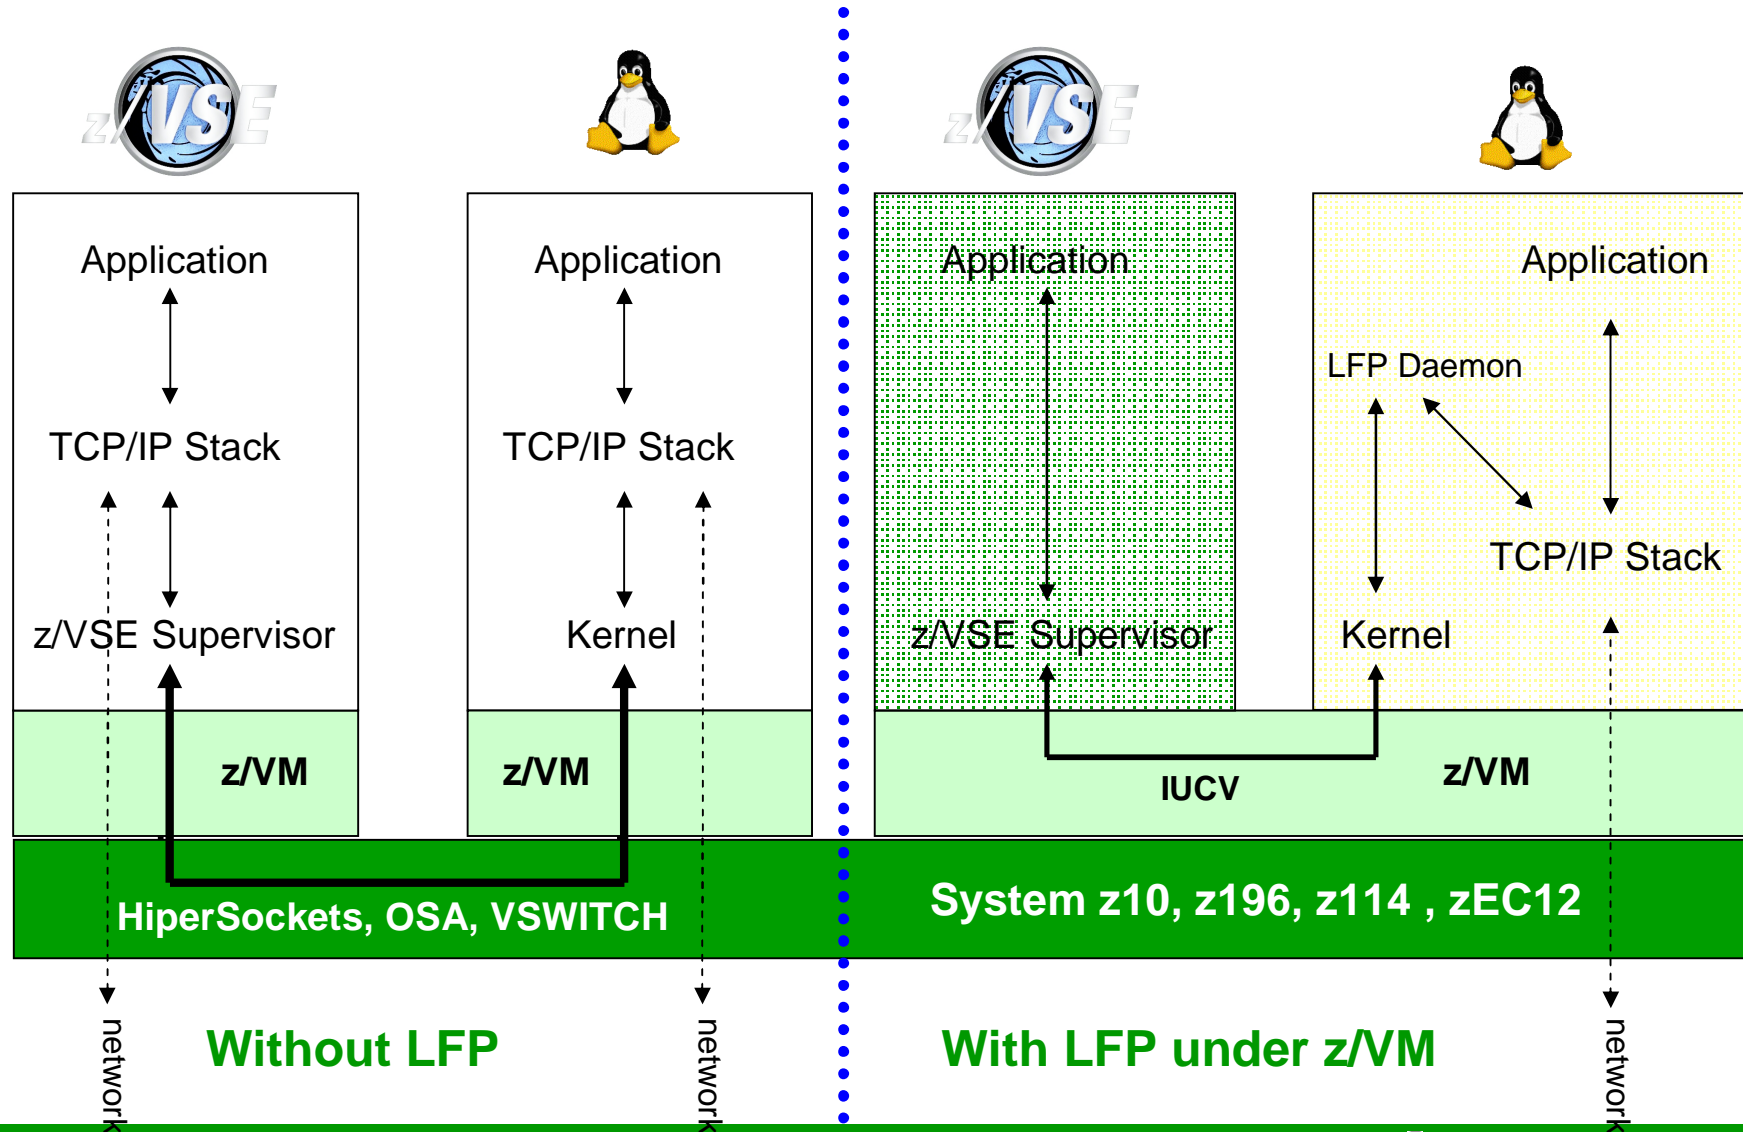 z/VSE
z/VSE
Application
Application
Application
Application
LFP Daemon
TCP/IP Stack
TCP/IP Stack
TCP/IP Stack
z/VSE Supervisor
Kernel
z/VSE Supervisor
Kernel
z/VM
z/VM
IUCV
z/VM
HiperSockets, OSA, VSWITCH
System z10, z196, z114 , zEC12
network
Without LFP
network
With LFP under z/VM
network